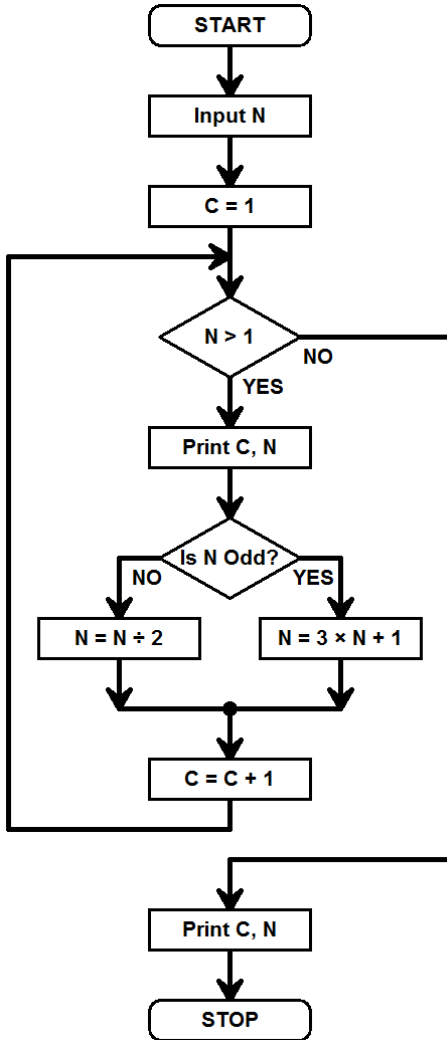 START
Input N
C = 1
N > 1
NO
YES
Print C, N
Is N Odd?
NO
YES
N = N ÷ 2
N = 3 × N + 1
C = C + 1
Print C, N
STOP